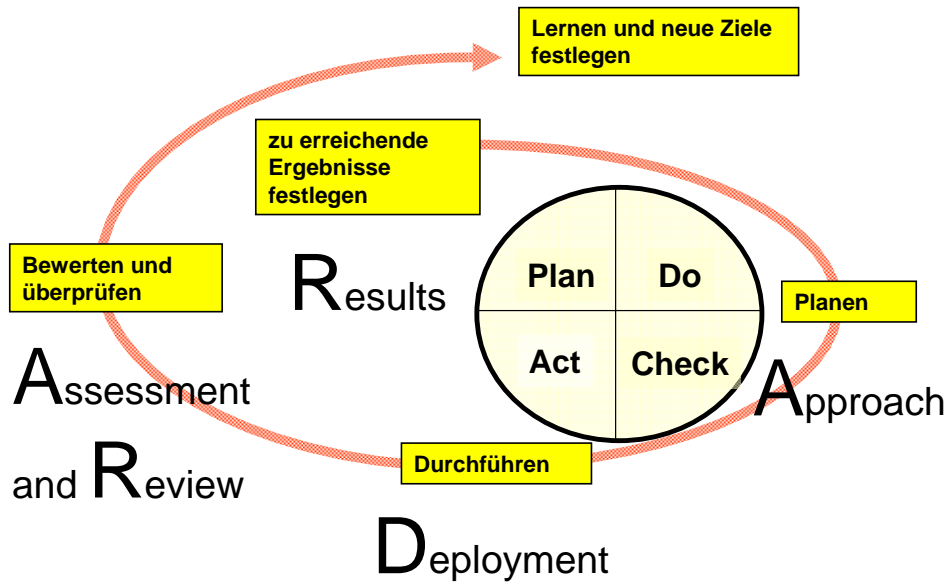 Lernen und neue Ziele
festlegen
zu erreichende
Ergebnisse
festlegen
Bewerten und
überprüfen
Results
Plan
Do
Planen
Act
Check
Assessment
Approach
and Review
Durchführen
Deployment